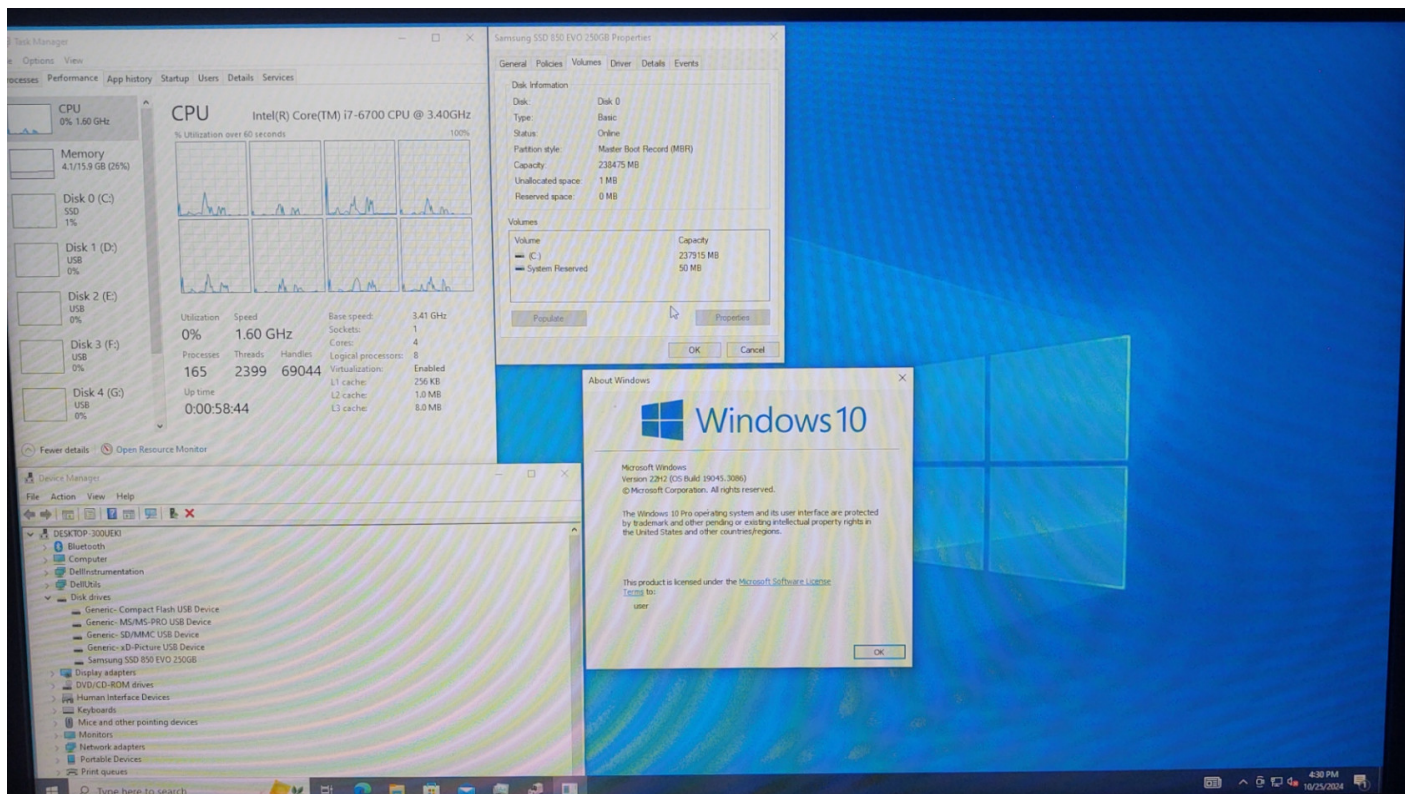 Task Manager
Options View
Processes Performance App history Startup Users Details Services
CPU
0% 1.60 GHz
Memory
4.1/15.9 GB (26%)
Disk 0 (C:)
SSD
1%
Disk 1 (D:)
USB
0%
Disk 2 (E:)
USB
0%
Disk 3 (F:)
USB
0%
Disk 4 (G:)
USB
0%
CPU Intel(R) Core(TM) i7-6700 CPU @ 3.40GHz
% Utilization over 60 seconds 100%
Utilization Speed
0% 1.60 GHz
Processes Threads Handles
165 2399 69044
Up time
0:00:58:44
Base speed: 3.41 GHz
Sockets: 1
Cores: 4
Logical processors: 8
Virtualization: Enabled
L1 cache: 256 KB
L2 cache: 1.0 MB
L3 cache: 8.0 MB
Fewer details Open Resource Monitor
Samsung SSD 850 EVO 250GB Properties
General Policies Volumes Driver Details Events
Disk Information
Disk: Disk 0
Type: Basic
Status: Online
Partition style: Master Boot Record (MBR)
Capacity: 238475 MB
Unallocated space: 1 MB
Reserved space: 0 MB
Volumes
Volume Capacity
(C:) 237915 MB
System Reserved 50 MB
Populate Properties
OK Cancel
About Windows
Windows 10
Microsoft Windows
Version 22H2 (OS Build 19045.3086)
© Microsoft Corporation. All rights reserved.
The Windows 10 Pro operating system and its user interface are protected
by trademark and other pending or existing intellectual property rights in
the United States and other countries/regions.
This product is licensed under the Microsoft Software License
Terms to:
user
OK
Device Manager
File Action View Help
DESKTOP-300UEKI
Bluetooth
Computer
DellInstrumentation
DellUtils
Disk drives
Generic- Compact Flash USB Device
Generic- MS/MS-PRO USB Device
Generic- SD/MMC USB Device
Generic- xD-Picture USB Device
Samsung SSD 850 EVO 250GB
Display adapters
DVD/CD-ROM drives
Human Interface Devices
Keyboards
Mice and other pointing devices
Monitors
Network adapters
Portable Devices
Print queues
Type here to search
4:30 PM
10/25/2024
1